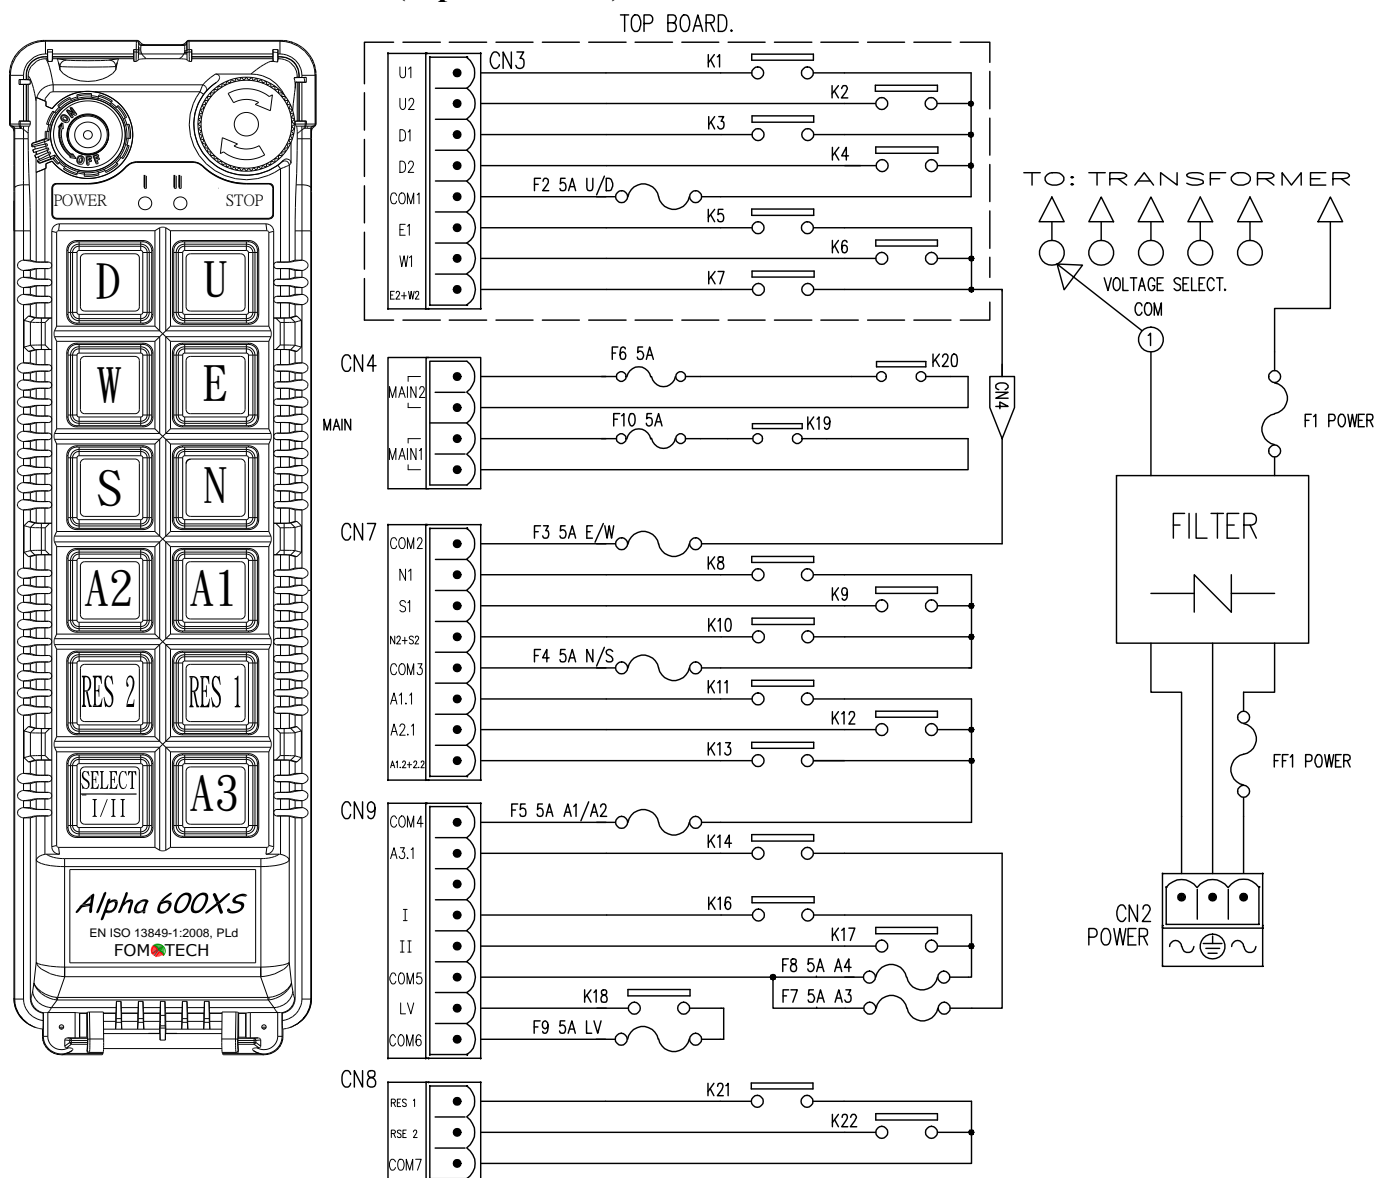 TOP BOARD.
ON
OFF
I II
POWER STOP
D U
W E
S N
A2 A1
RES 2 RES 1
SELECT
I/II
A3
Alpha 600XS
EN ISO 13849-1:2008, PLd
FOMOTECH
CN3
U1 K1
U2 K2
D1 K3
D2 K4
COM1 F2 5A U/D
E1 K5
W1 K6
E2+W2 K7
CN4
MAIN
MAIN2 F6 5A K20
MAIN1 F10 5A K19
CN4
CN7
COM2 F3 5A E/W
N1 K8
S1 K9
N2+S2 K10
COM3 F4 5A N/S
A1.1 K11
A2.1 K12
A1.2+2.2 K13
CN9
COM4 F5 5A A1/A2
A3.1 K14
I K16
II K17
COM5 F8 5A A4
F7 5A A3
LV K18
COM6 F9 5A LV
CN8
RES 1 K21
RSE 2 K22
COM7
TO: TRANSFORMER
VOLTAGE SELECT.
COM
1
F1 POWER
FILTER
FF1 POWER
CN2
POWER